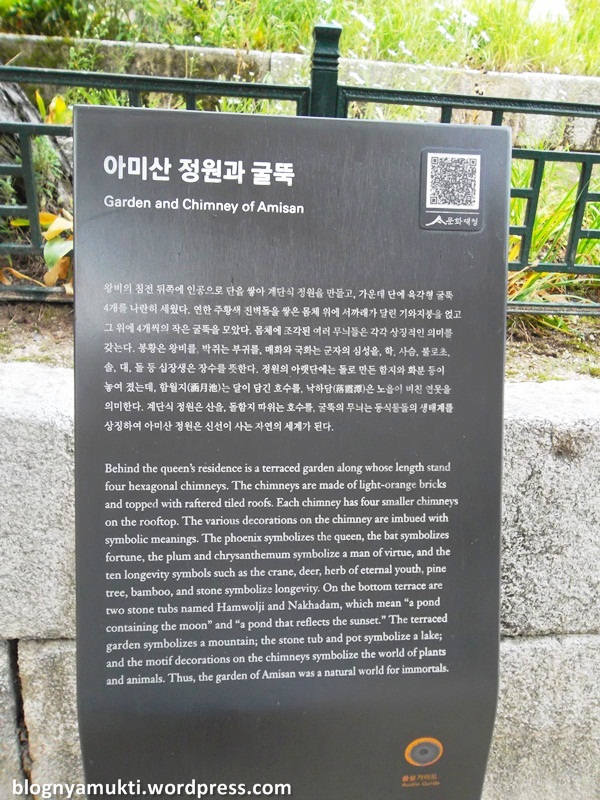 아미산 정원과 굴뚝
Garden and Chimney of Amisan
문화재청
왕비의 침전 뒤쪽에 인공으로 단을 쌓아 계단식 정원을 만들고, 가운데 단에 육각형 굴뚝
4개를 나란히 세웠다. 연한 주황색 전벽돌을 쌓은 몸체 위에 서까래가 달린 기와지붕을 얹고
그 위에 4개씩의 작은 굴뚝을 모았다. 몸체에 조각된 여러 무늬들은 각각 상징적인 의미를
갖는다. 봉황은 왕비를, 박쥐는 부귀를, 매화와 국화는 군자의 심성을, 학, 사슴, 불로초,
솔, 대, 돌 등 십장생은 장수를 뜻한다. 정원의 아랫단에는 돌로 만든 함지와 화분 등이
놓여 졌는데, 함월지(涵月池)는 달이 담긴 호수를, 낙하담(落霞潭)은 노을이 비친 연못을
의미한다. 계단식 정원은 산을, 돌함지 따위는 호수를, 굴뚝의 무늬는 동식물들의 생태계를
상징하여 아미산 정원은 신선이 사는 자연의 세계가 된다.
Behind the queen's residence is a terraced garden along whose length stand
four hexagonal chimneys. The chimneys are made of light-orange bricks
and topped with raftered tiled roofs. Each chimney has four smaller chimneys
on the rooftop. The various decorations on the chimney are imbued with
symbolic meanings. The phoenix symbolizes the queen, the bat symbolizes
fortune, the plum and chrysanthemum symbolize a man of virtue, and the
ten longevity symbols such as the crane, deer, herb of eternal youth, pine
tree, bamboo, and stone symbolize longevity. On the bottom terrace are
two stone tubs named Hamwolji and Nakhadam, which mean “a pond
containing the moon” and “a pond that reflects the sunset.” The terraced
garden symbolizes a mountain; the stone tub and pot symbolize a lake;
and the motif decorations on the chimneys symbolize the world of plants
and animals. Thus, the garden of Amisan was a natural world for immortals.
음성 가이드
Audio Guide
blognyamukti.wordpress.com